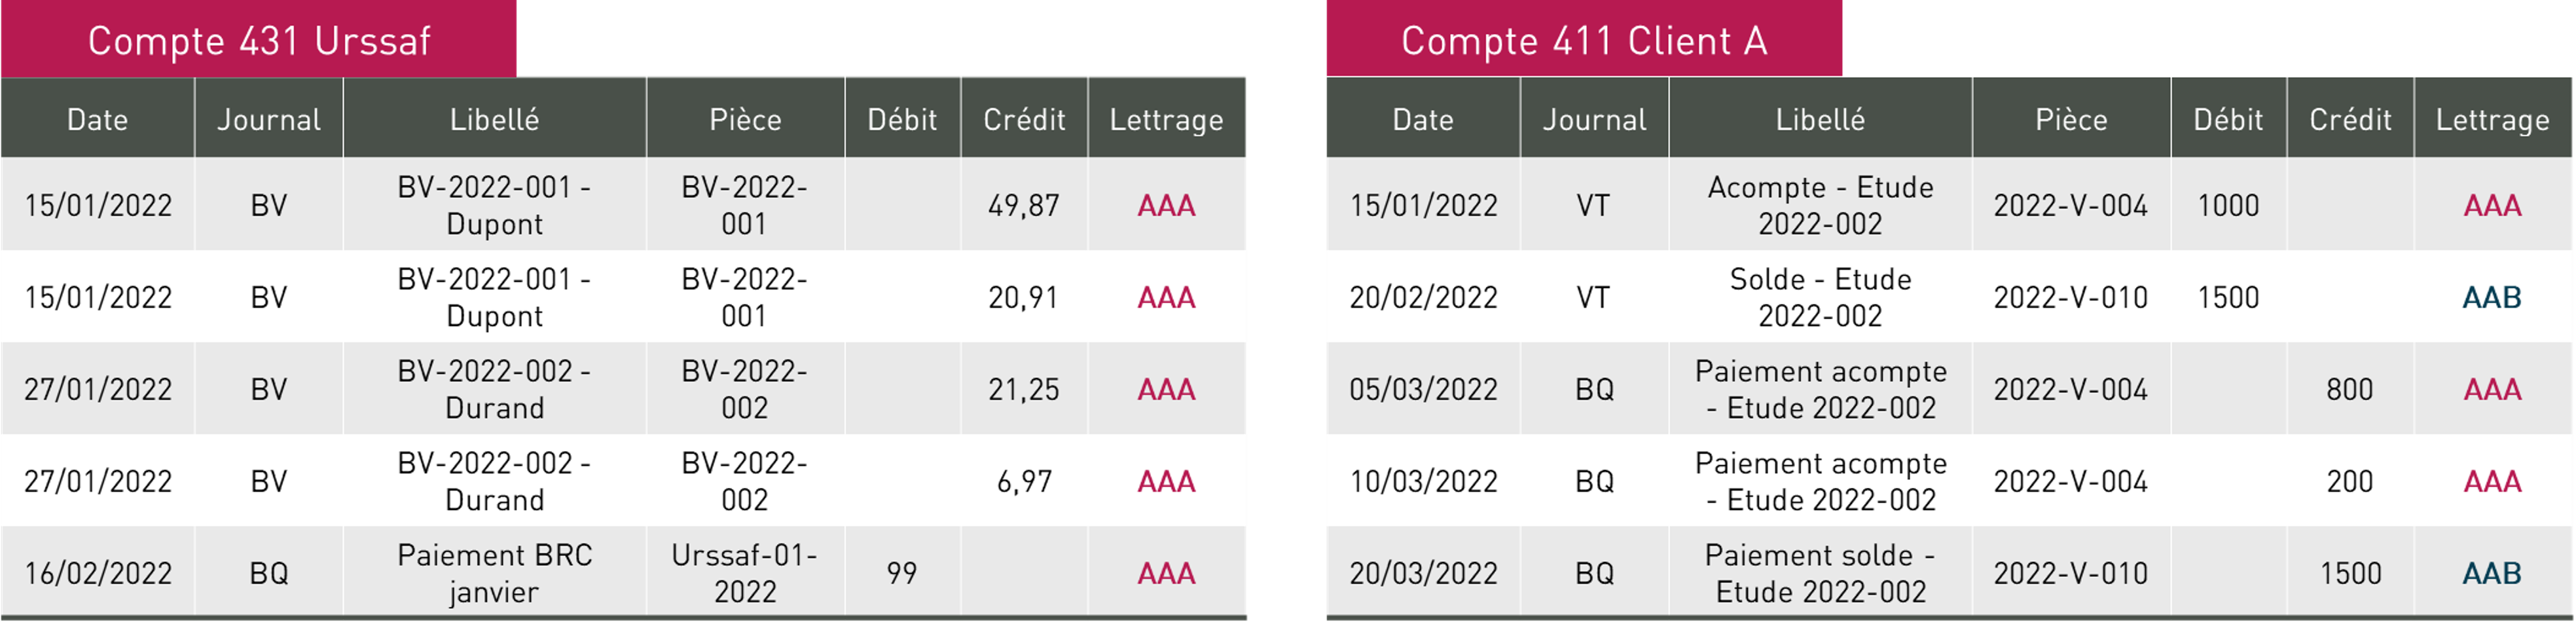 Compte 431 Urssaf
Date Journal Libellé Pièce Débit Crédit Lettrage
15/01/2022 BV BV-2022-001 - Dupont BV-2022-001 49,87 AAA
15/01/2022 BV BV-2022-001 - Dupont BV-2022-001 20,91 AAA
27/01/2022 BV BV-2022-002 - Durand BV-2022-002 21,25 AAA
27/01/2022 BV BV-2022-002 - Durand BV-2022-002 6,97 AAA
16/02/2022 BQ Paiement BRC janvier Urssaf-01-2022 99 AAA
Compte 411 Client A
Date Journal Libellé Pièce Débit Crédit Lettrage
15/01/2022 VT Acompte - Etude 2022-002 2022-V-004 1000 AAA
20/02/2022 VT Solde - Etude 2022-002 2022-V-010 1500 AAB
05/03/2022 BQ Paiement acompte - Etude 2022-002 2022-V-004 800 AAA
10/03/2022 BQ Paiement acompte - Etude 2022-002 2022-V-004 200 AAA
20/03/2022 BQ Paiement solde - Etude 2022-002 2022-V-010 1500 AAB